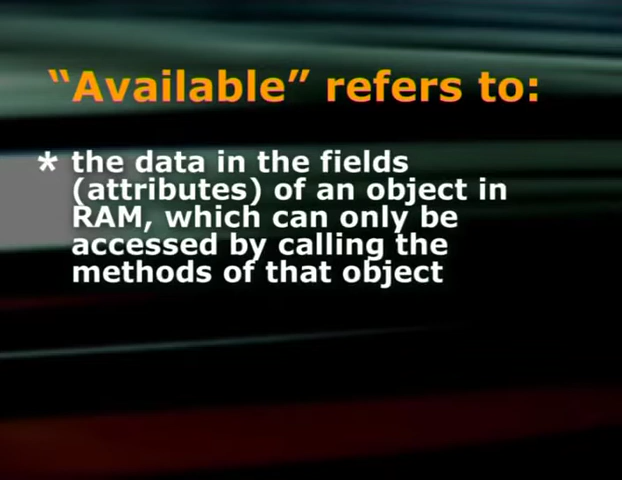 “Available” refers to:
* the data in the fields
(attributes) of an object in
RAM, which can only be
accessed by calling the
methods of that object